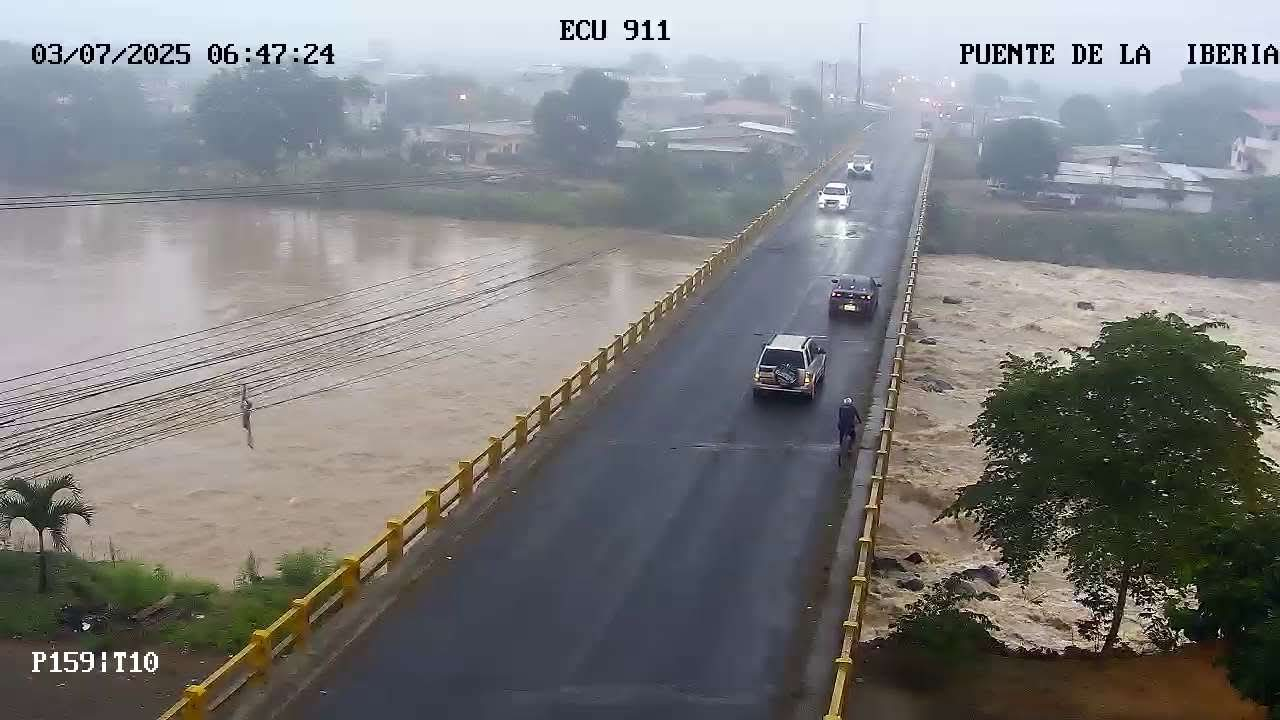 ECU 911
03/07/2025 06:47:24
PUENTE DE LA IBERIA
P159|T10